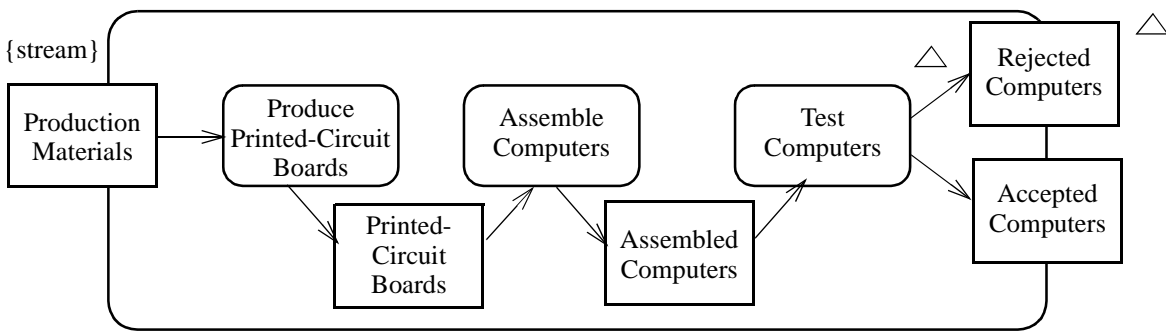 {stream}
Production
Materials
Produce
Printed-Circuit
Boards
Printed-
Circuit
Boards
Assemble
Computers
Assembled
Computers
Test
Computers
Rejected
Computers
Accepted
Computers